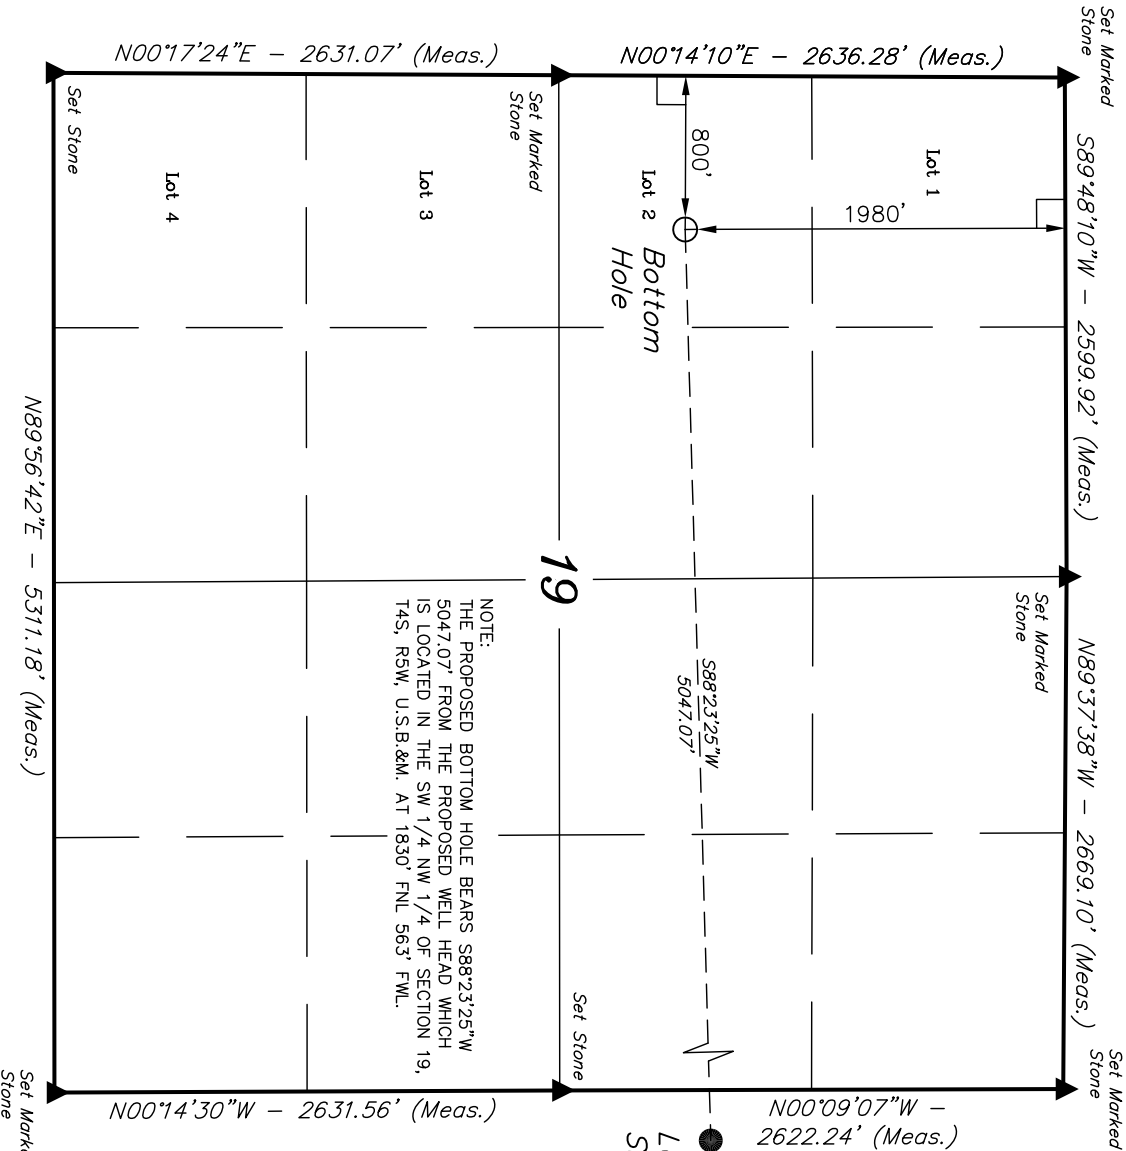 Set Marked
Stone
S89°48'10"W - 2599.92' (Meas.)
N89°37'38"W - 2669.10' (Meas.)
Set Marked
Stone
Set Marked
Stone
N00°14'10"E - 2636.28' (Meas.)
N00°17'24"E - 2631.07' (Meas.)
Lot 1
1980'
800'
Lot 2
Bottom
Hole
S88°23'25"W
5047.07'
N00°09'07"W -
2622.24' (Meas.)
Set Marked
Stone
19
Set Stone
Lot 3
NOTE:
THE PROPOSED BOTTOM HOLE BEARS S88°23'25"W
5047.07' FROM THE PROPOSED WELL HEAD WHICH
IS LOCATED IN THE SW 1/4 NW 1/4 OF SECTION 19,
T4S, R5W, U.S.B.&M. AT 1830' FNL 563' FWL.
Lot 4
Set Stone
N00°14'30"W - 2631.56' (Meas.)
N89°56'42"E - 5311.18' (Meas.)
Set Marke
Stone